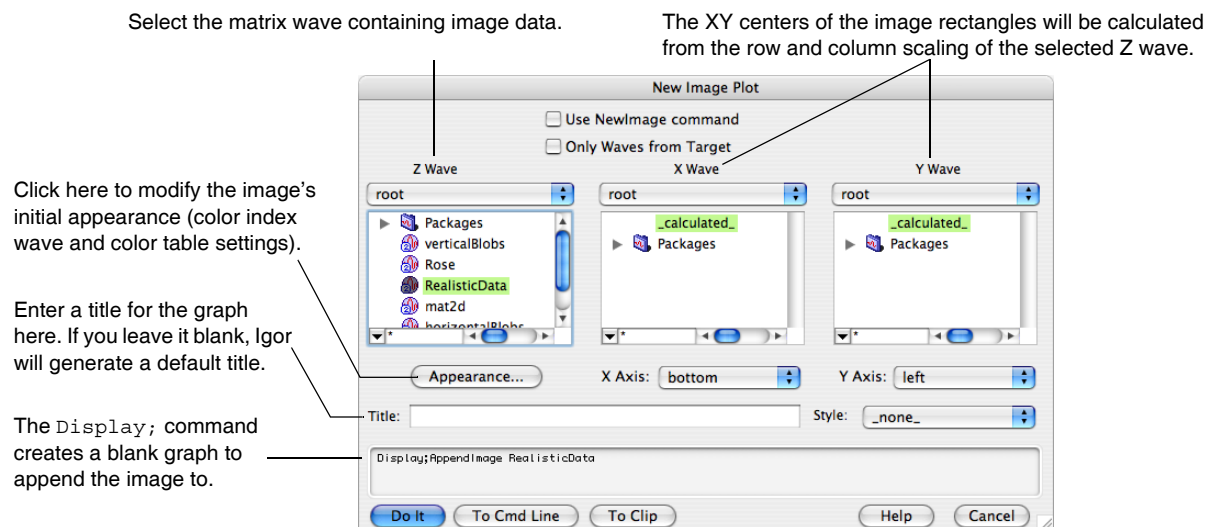 Select the matrix wave containing image data.
The XY centers of the image rectangles will be calculated
from the row and column scaling of the selected Z wave.
New Image Plot
Use NewImage command
Only Waves from Target
Z Wave
X Wave
Y Wave
root
root
root
Click here to modify the image's
initial appearance (color index
wave and color table settings).
Packages
verticalBlobs
Rose
RealisticData
mat2d
horizontalBlobs
*
_calculated_
Packages
*
_calculated_
Packages
*
Enter a title for the graph
here. If you leave it blank, Igor
will generate a default title.
Appearance...
X Axis: bottom
Y Axis: left
Title:
Style: _none_
The Display; command
creates a blank graph to
append the image to.
Display;AppendImage RealisticData
Do It
To Cmd Line
To Clip
Help
Cancel